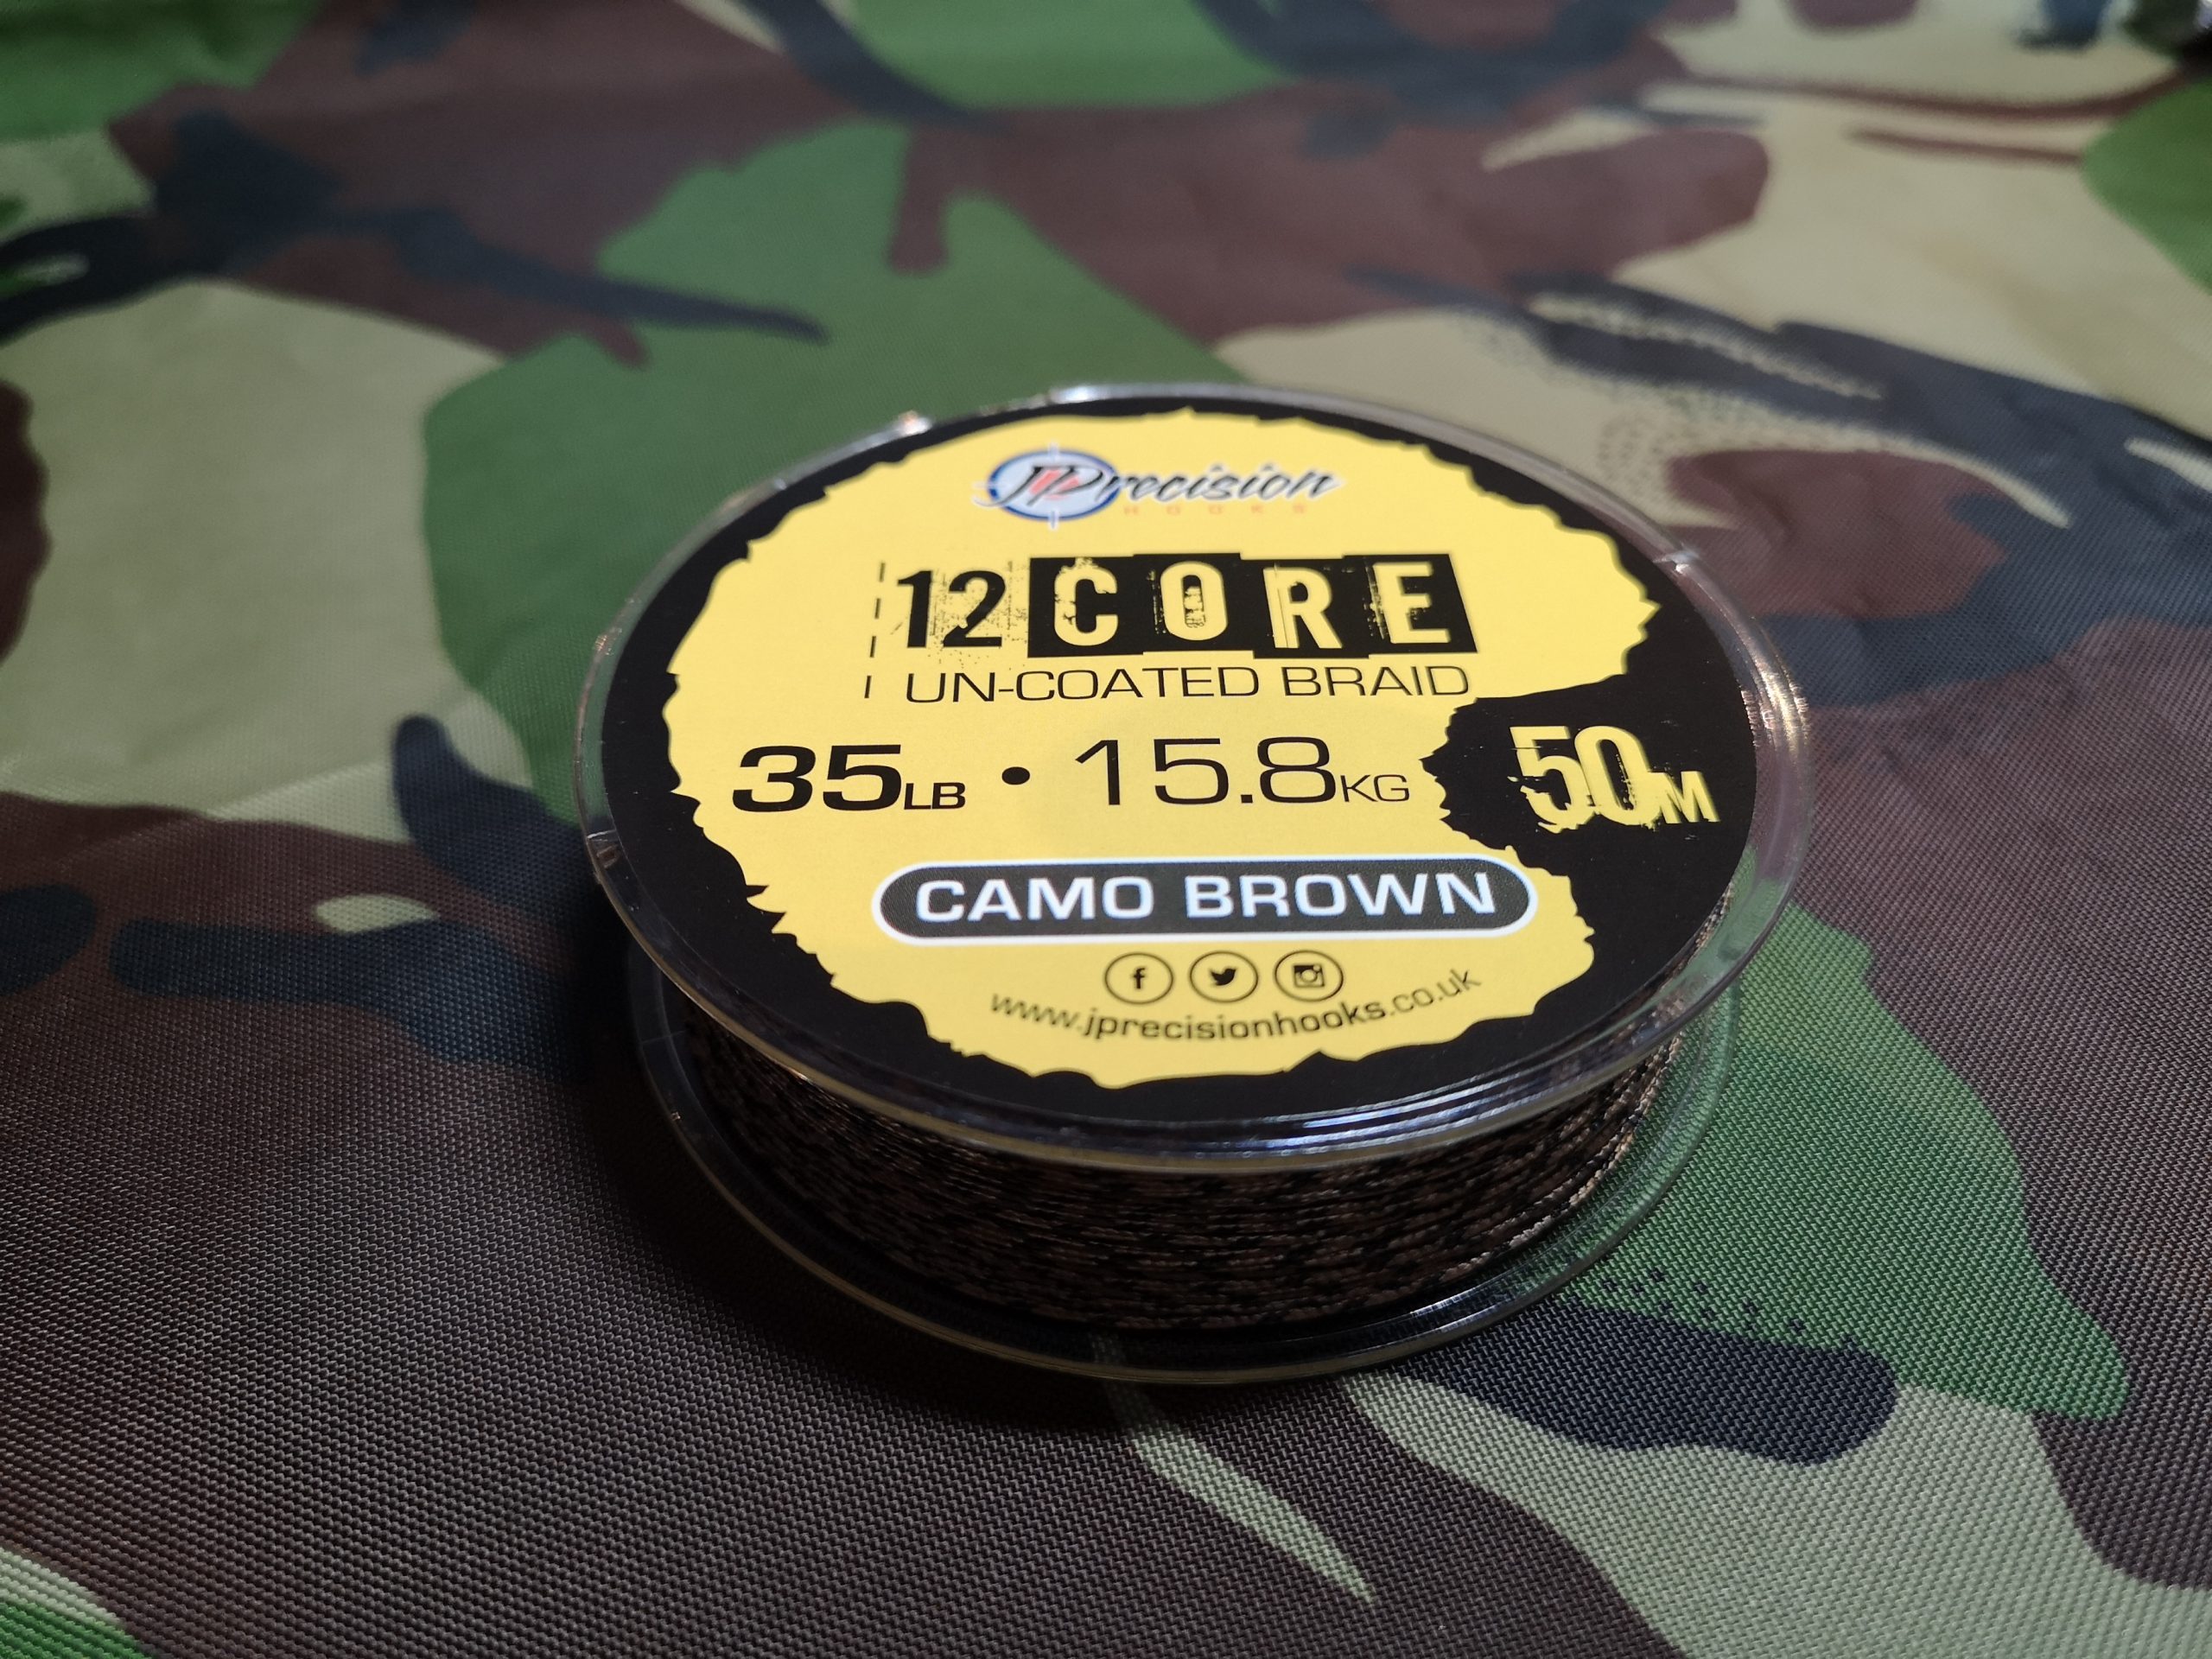 JPrecision
HOOKS
12 CORE
UN-COATED BRAID
35LB • 15.8KG
50M
CAMO BROWN
www.jprecisionhooks.co.uk